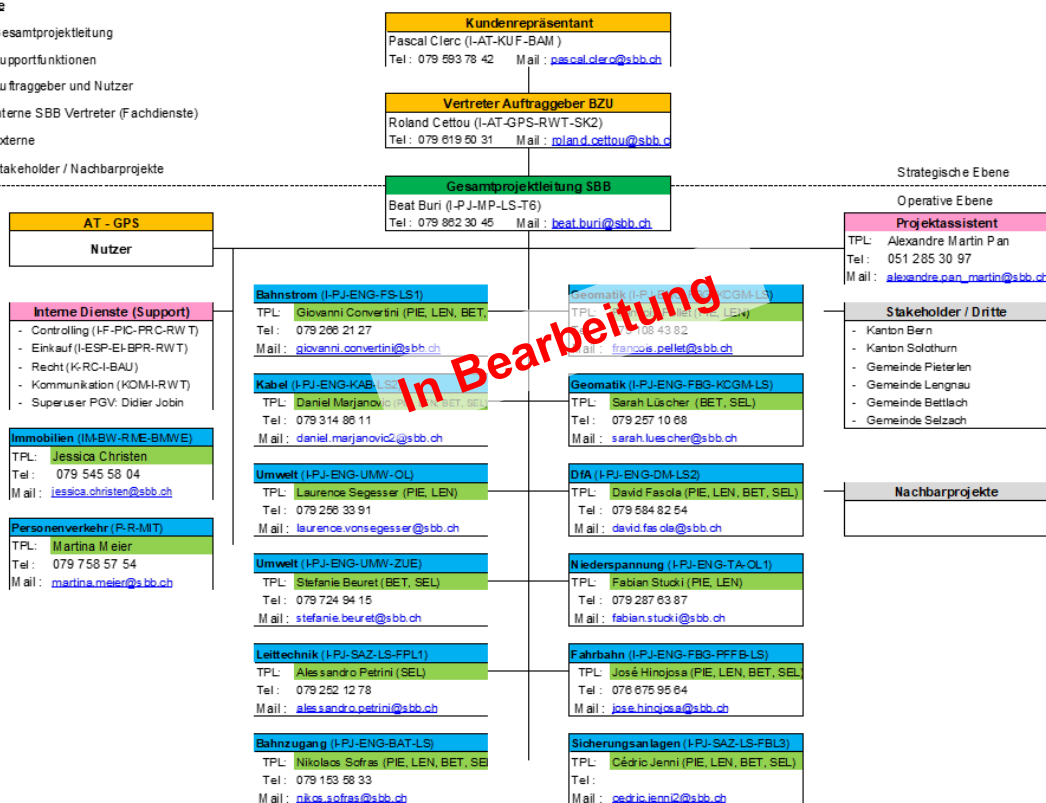 Gesamtprojektleitung
Supportfunktionen
Auftraggeber und Nutzer
Interne SBB Vertreter (Fachdienste)
Externe
Stakeholder / Nachbarprojekte
Kundenrepräsentant
Pascal Clerc (I-AT-KUF-BAM)
Tel : 079 593 78 42 Mail : pascal.clerc@sbb.ch
Vertreter Auftraggeber BZU
Roland Cettou (I-AT-GPS-RWT-SK2)
Tel : 079 619 50 31 Mail : roland.cettou@sbb.c
Gesamtprojektleitung SBB
Beat Buri (I-PJ-MP-LS-T6)
Tel : 079 862 30 45 Mail : beat.buri@sbb.ch
Strategische Ebene
Operative Ebene
AT - GPS
Nutzer
Projektassistent
TPL: Alexandre Martin Pan
Tel : 051 285 30 97
Mail : alexandre.pan_martin@sbb.ch
Interne Dienste (Support)
- Controlling (I-F-PIC-PRC-RWT)
- Einkauf (I-ESP-EI-BPR-RWT)
- Recht (K-RC-I-BAU)
- Kommunikation (KOM-I-RWT)
- Superuser PGV: Didier Jobin
Immobilien (IM-BW-RME-BMWE)
TPL: Jessica Christen
Tel : 079 545 58 04
Mail : jessica.christen@sbb.ch
Personenverkehr (P-R-MIT)
TPL: Martina Meier
Tel : 079 758 57 54
Mail : martina.meier@sbb.ch
Bahnstrom (I-PJ-ENG-FS-LS1)
TPL: Giovanni Convertini (PIE, LEN, BET,
Tel : 079 266 21 27
Mail : giovanni.convertini@sbb.ch
Kabel (I-PJ-ENG-KAB-LS2)
TPL: Daniel Marjanovic
Tel : 079 314 86 11
Mail : daniel.marjanovic2@sbb.ch
Umwelt (I-PJ-ENG-UMW-OL)
TPL: Laurence Segesser (PIE, LEN)
Tel : 079 256 33 91
Mail : laurence.vonsegesser@sbb.ch
Umwelt (I-PJ-ENG-UMW-ZUE)
TPL: Stefanie Beuret (BET, SEL)
Tel : 079 724 94 15
Mail : stefanie.beuret@sbb.ch
Leittechnik (I-PJ-SAZ-LS-FPL1)
TPL: Alessandro Petrini (SEL)
Tel : 079 252 12 78
Mail : alessandro.petrini@sbb.ch
Bahnzugang (I-PJ-ENG-BAT-LS)
TPL: Nikolaos Sofras (PIE, LEN, BET, SEI
Tel : 079 153 58 33
Mail : nikos.sofras@sbb.ch
Geomatik
TPL:
108 43 82
Mail : francois.pellet@sbb.ch
Geomatik (I-PJ-ENG-FBG-KCGM-LS)
TPL: Sarah Lüscher (BET, SEL)
Tel : 079 257 10 68
Mail : sarah.luescher@sbb.ch
DfA (I-PJ-ENG-DM-LS2)
TPL: David Fasola (PIE, LEN, BET, SEL)
Tel : 079 584 82 54
Mail : david.fasola@sbb.ch
Niederspannung (I-PJ-ENG-TA-OL1)
TPL: Fabian Stucki (PIE, LEN)
Tel : 079 287 63 87
Mail : fabian.stucki@sbb.ch
Fahrbahn (I-PJ-ENG-FBG-PFFB-LS)
TPL: José Hinojosa (PIE, LEN, BET, SEL)
Tel : 076 675 95 64
Mail : jose.hinojosa@sbb.ch
Sicherungsanlagen (I-PJ-SAZ-LS-FBL3)
TPL: Cédric Jenni (PIE, LEN, BET, SEL)
Tel :
Mail : cedric.jenni2@sbb.ch
Stakeholder / Dritte
- Kanton Bern
- Kanton Solothurn
- Gemeinde Pieterlen
- Gemeinde Lengnau
- Gemeinde Bettlach
- Gemeinde Selzach
Nachbarprojekte
In Bearbeitung